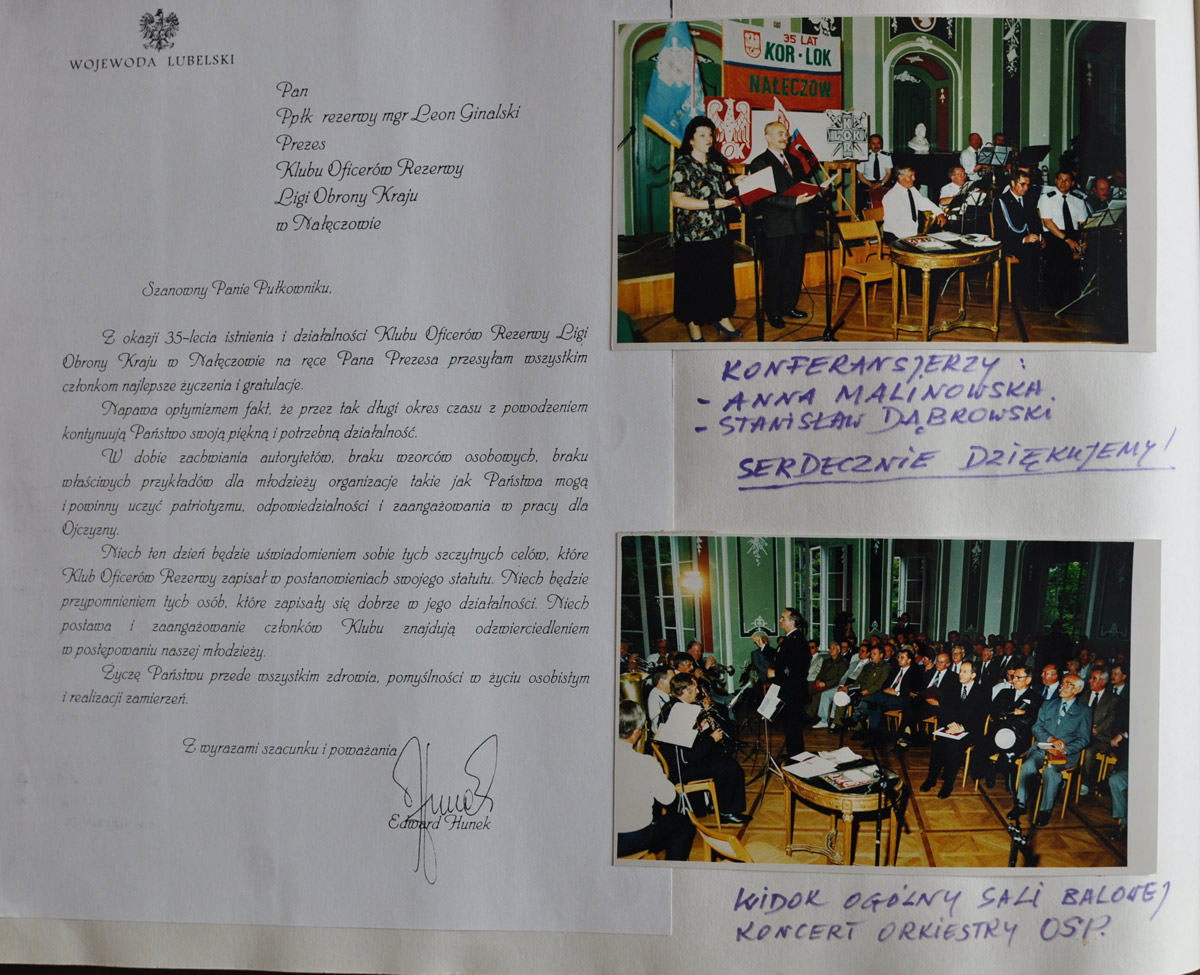 WOJEWODA LUBELSKI
Pan
Ppłk rezerwy mgr Leon Ginalski
Prezes
Klubu Oficerów Rezerwy
Ligi Obrony Kraju
w Nałęczowie
Szanowny Panie Pułkowniku,
Z okazji 35-lecia istnienia i działalności Klubu Oficerów Rezerwy Ligi
Obrony Kraju w Nałęczowie na ręce Pana Prezesa przesyłam wszystkim
członkom najlepsze życzenia i gratulacje.
Napawa optymizmem fakt, że przez tak długi okres czasu z powodzeniem
kontynuują Państwo swoją piękną i potrzebną działalność.
W dobie zachwiania autorytetów, braku wzorców osobowych, braku
właściwych przykładów dla młodzieży organizacje takie jak Państwa mogą
i powinny uczyć patriotyzmu, odpowiedzialności i zaangażowania w pracy dla
Ojczyzny.
Niech ten dzień będzie uświadomieniem sobie tych szczytnych celów, które
Klub Oficerów Rezerwy zapisał w postanowieniach swojego statutu. Niech będzie
przypomnieniem tych osób, które zapisały się dobrze w jego działalności. Niech
postawa i zaangażowanie członków Klubu znajdują odzwierciedleniem
w postępowaniu naszej młodzieży.
Życzę Państwu przede wszystkim zdrowia, pomyślności w życiu osobistym
i realizacji zamierzeń.
Z wyrazami szacunku i poważania
Edward Hunek
35 LAT
KOR · LOK
NAŁĘCZÓW
LOK
KONFERANSJERZY :
- ANNA MALINOWSKA.
- STANISŁAW DĄBROWSKI
SERDECZNIE DZIĘKUJEMY!
WIDOK OGÓLNY SALI BALOWEJ
KONCERT ORKIESTRY OSP.